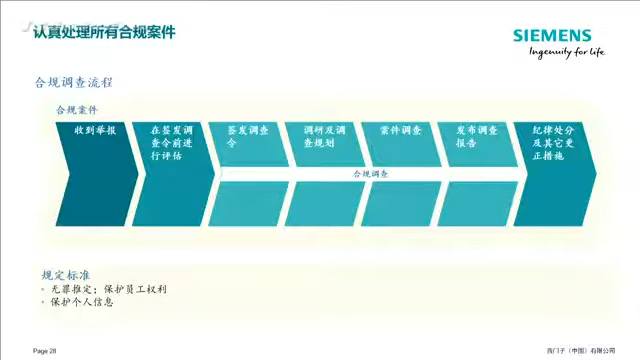 认真处理所有合规案件
SIEMENS
Ingenuity for life
合规调查流程
合规案件
收到举报
在签发调
查令前进
行评估
签发调查
令
调研及调
查规划
案件调查
发布调查
报告
纪律处分
及其它更
正措施
合规调查
规定标准
• 无罪推定；保护员工权利
• 保护个人信息
Page 28
西门子（中国）有限公司